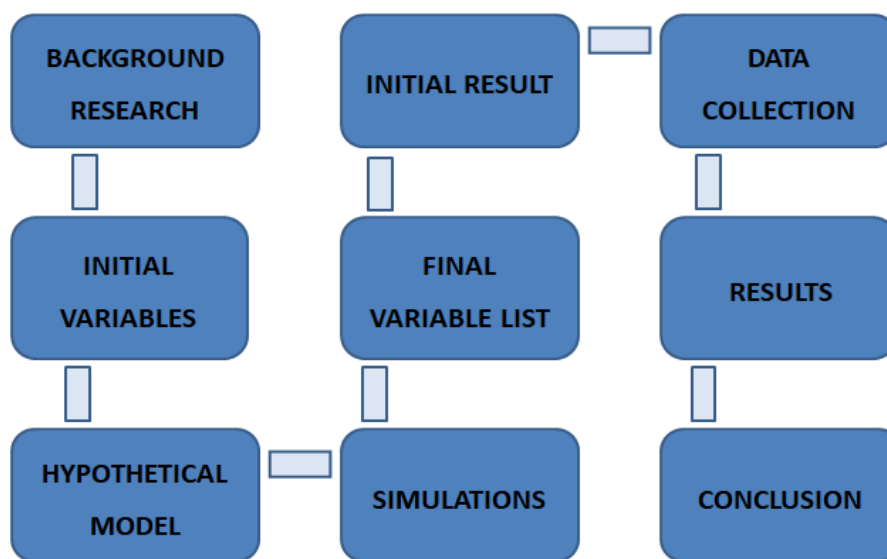 BACKGROUND
RESEARCH
INITIAL
VARIABLES
HYPOTHETICAL
MODEL
SIMULATIONS
FINAL
VARIABLE LIST
INITIAL RESULT
DATA
COLLECTION
RESULTS
CONCLUSION